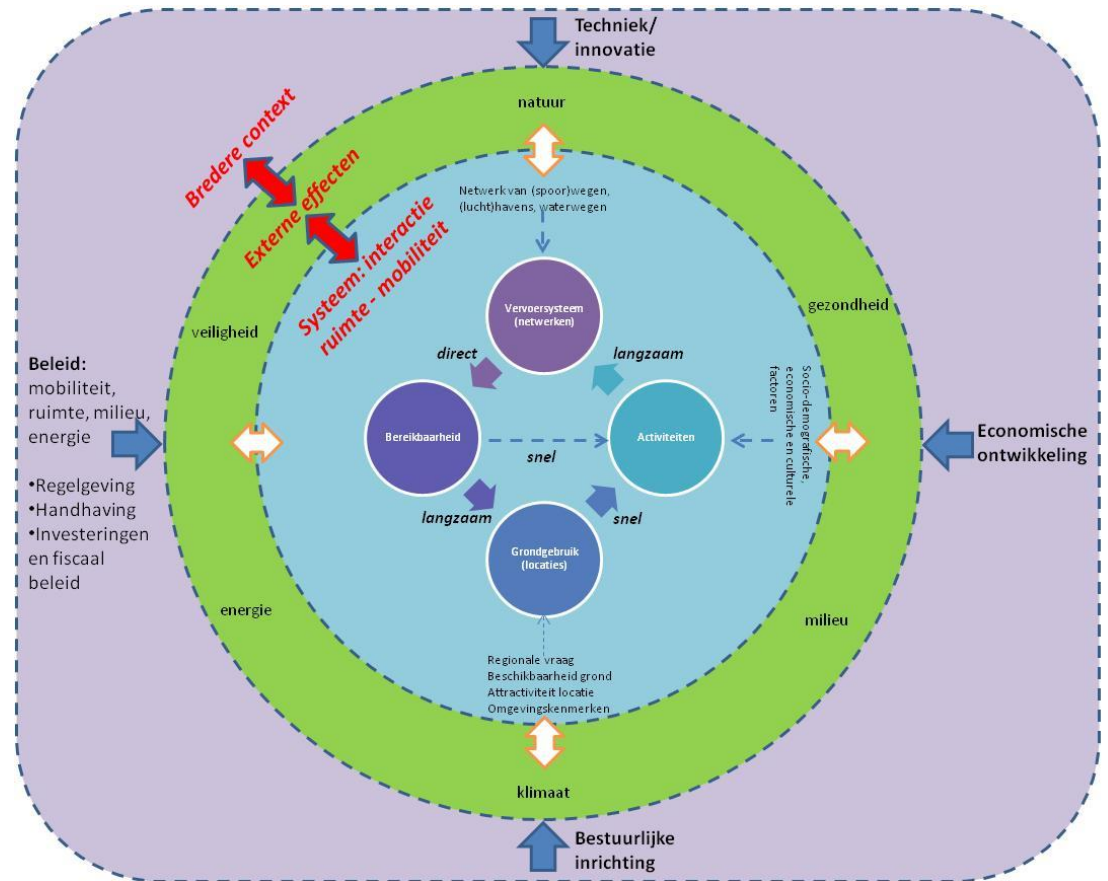 Techniek/
innovatie
natuur
Bredere context
Externe effecten
Systeem: interactie
ruimte - mobiliteit
Netwerk van (spoor)wegen,
(lucht)havens, waterwegen
Vervoersysteem
(netwerken)
gezondheid
veiligheid
direct
langzaam
Beleid:
mobiliteit,
ruimte, milieu,
energie
•Regelgeving
•Handhaving
•Investeringen
en fiscaal
beleid
Bereikbaarheid
snel
Activiteiten
Socio-demografische,
economische en culturele
factoren
Economische
ontwikkeling
langzaam
snel
Grondgebruik
(locaties)
energie
milieu
Regionale vraag
Beschikbaarheid grond
Attractiviteit locatie
Omgevingskenmerken
klimaat
Bestuurlijke
inrichting